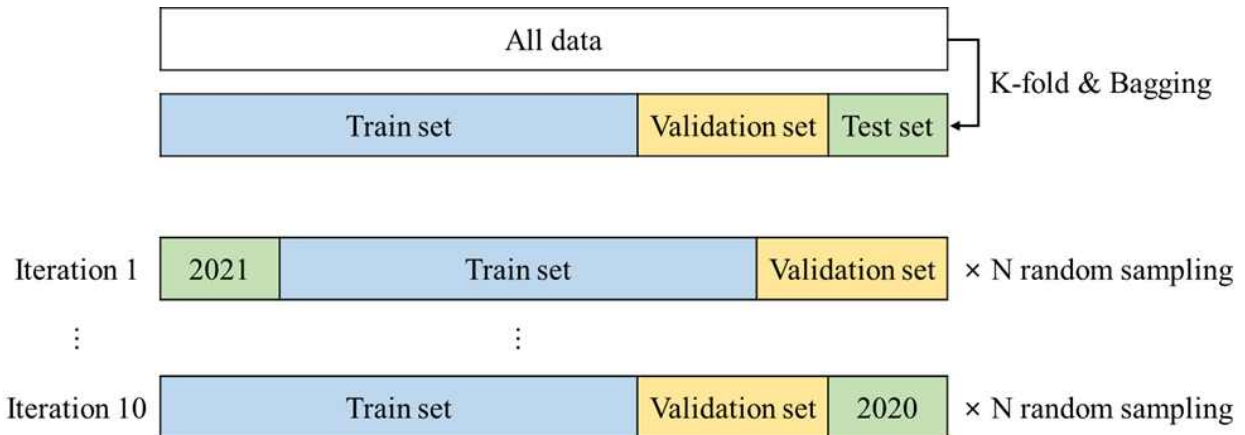 All data
K-fold & Bagging
Train set Validation set Test set
Iteration 1 2021 Train set Validation set × N random sampling
⋮ ⋮
Iteration 10 Train set Validation set 2020 × N random sampling